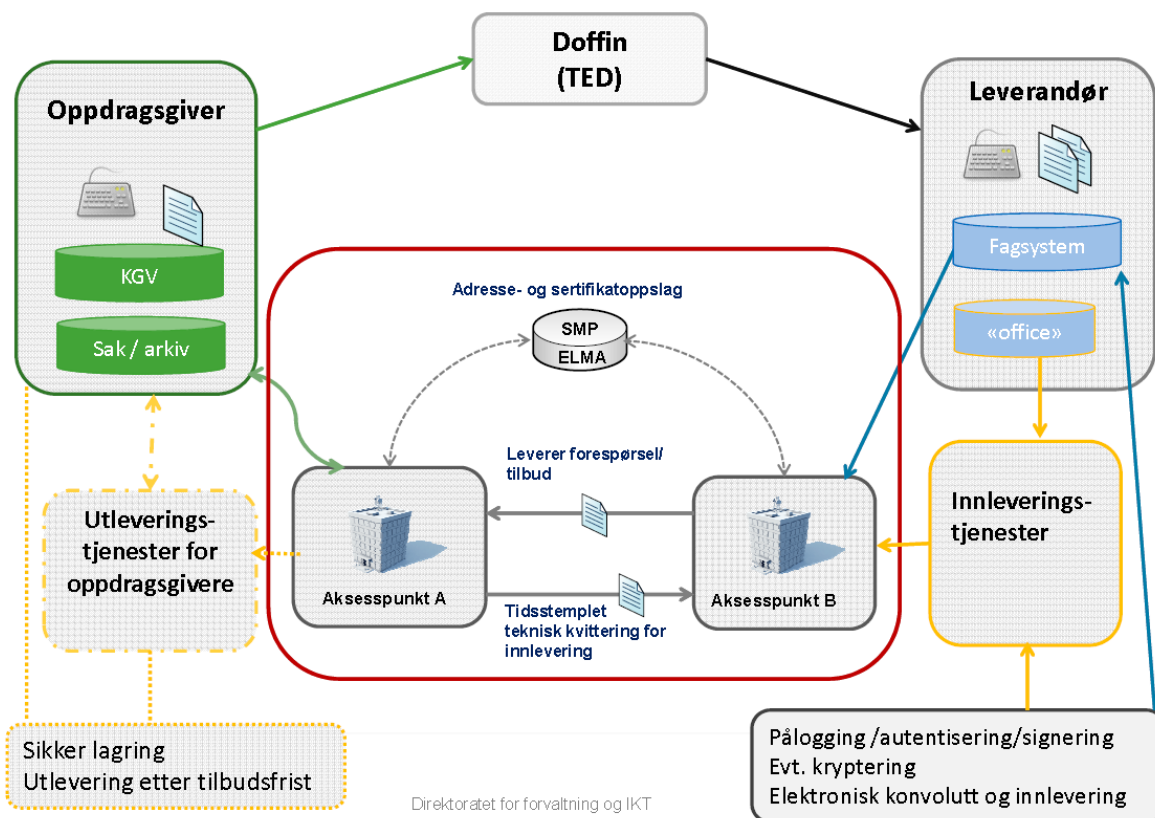 Doffin
(TED)
Oppdragsgiver
KGV
Sak / arkiv
Leverandør
Fagsystem
«office»
Adresse- og sertifikatoppslag
SMP
ELMA
Leverer forespørsel/
tilbud
Aksesspunkt A
Aksesspunkt B
Tidsstemplet
teknisk kvittering for
innlevering
Utleverings-
tjenester for
oppdragsgivere
Innleverings-
tjenester
Sikker lagring
Utlevering etter tilbudsfrist
Pålogging /autentisering/signering
Evt. kryptering
Elektronisk konvolutt og innlevering
Direktoratet for forvaltning og IKT